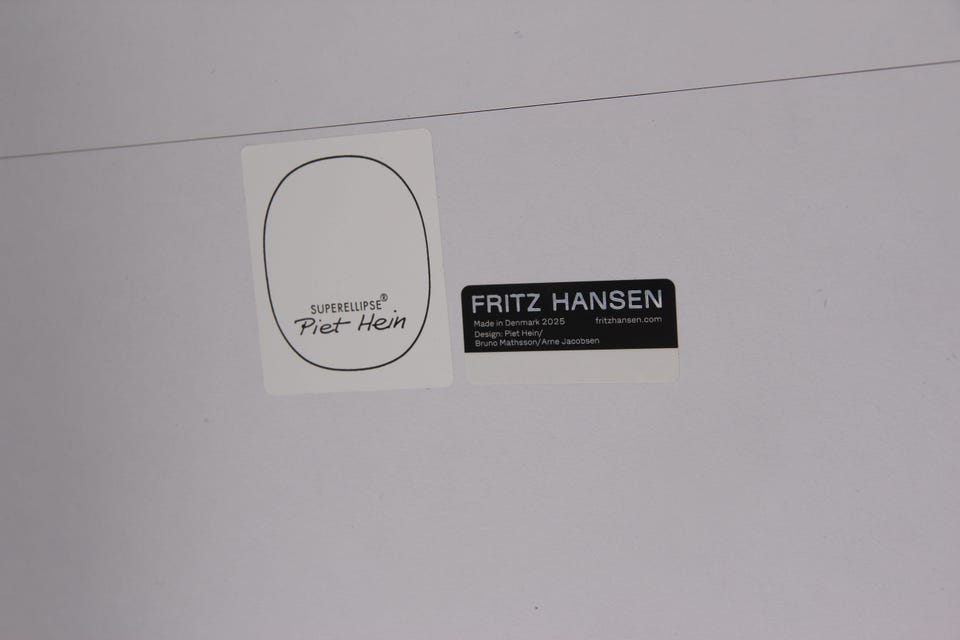 SUPERELLIPSE®
Piet Hein
FRITZ HANSEN
Made in Denmark 2025 fritzhansen.com
Design: Piet Hein/
Bruno Mathsson/Arne Jacobsen